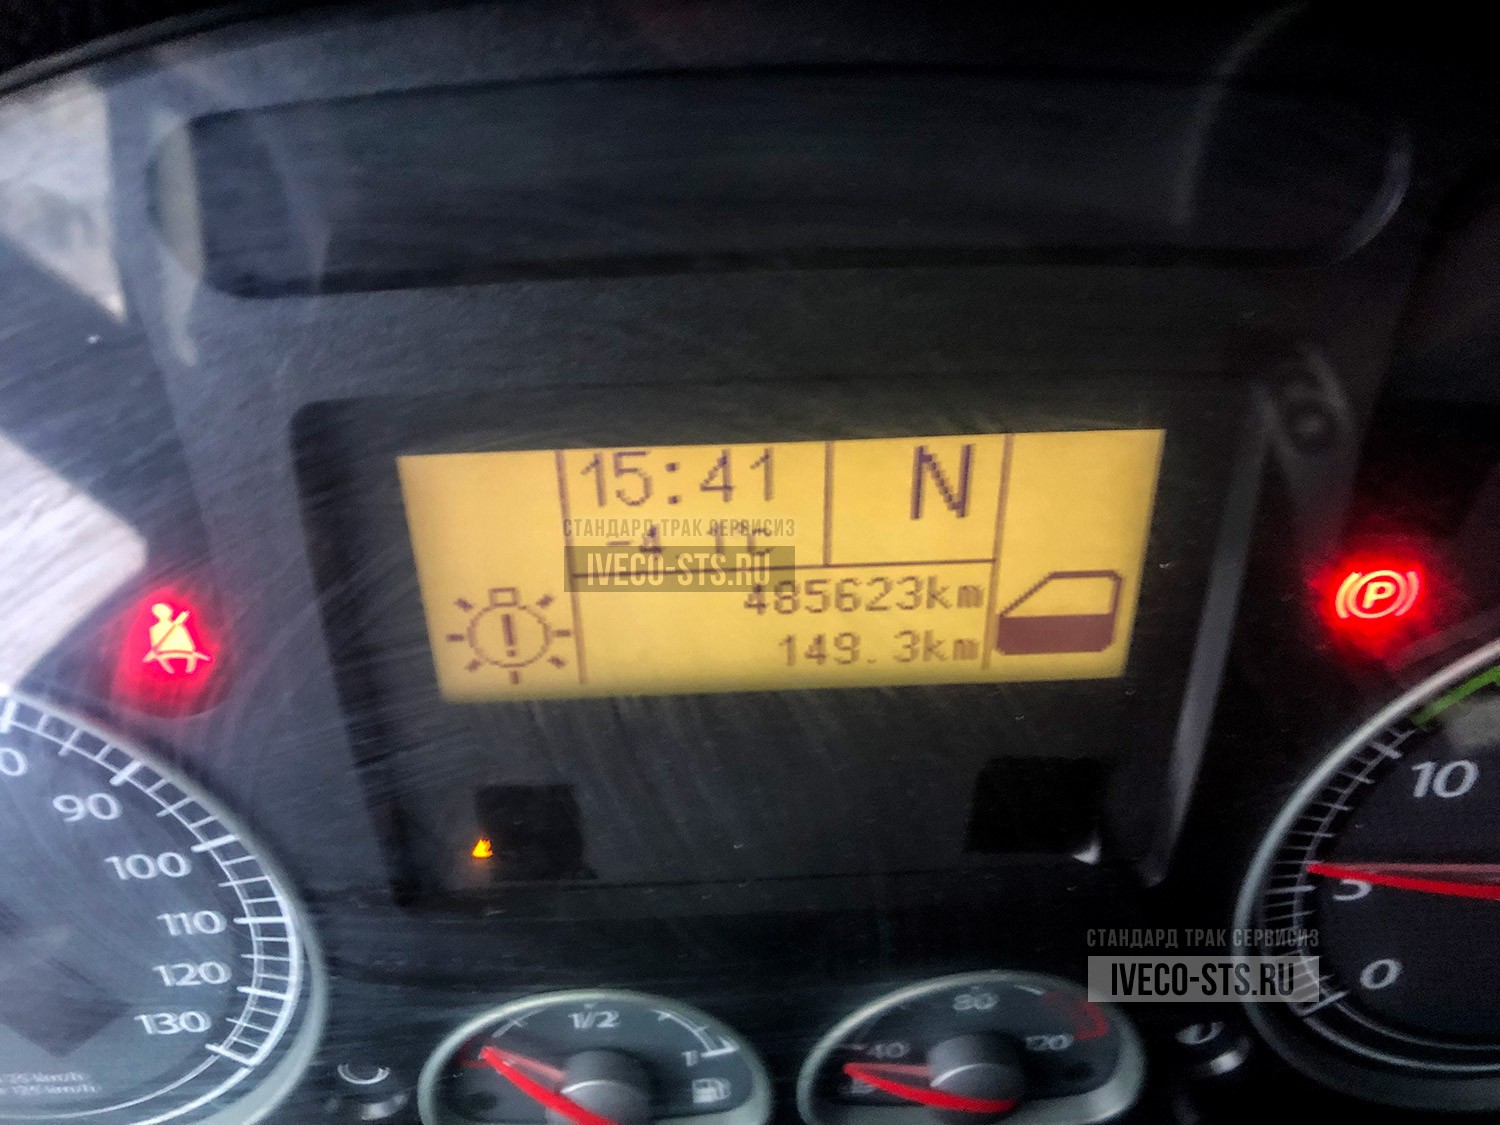 15:41
N
СТАНДАРД ТРАК СЕРВИСИЗ
IVECO-STS.RU
485623km
149.3km
P
90
100
110
120
130
10
5
0
СТАНДАРД ТРАК СЕРВИСИЗ
IVECO-STS.RU
1/2
1
40
80
120